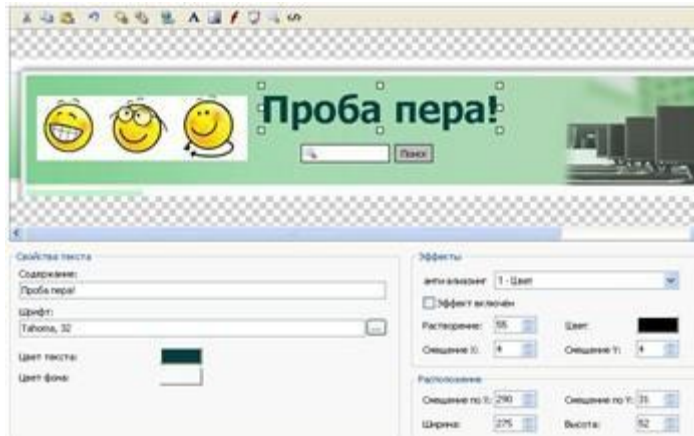 Проба пера!
Поиск
Свойства текста
Содержание:
Проба пера!
Шрифт:
Tahoma, 32
...
Цвет текста:
Цвет фона:
Эффекты
анти алиазинг 1 - Цвет
Эффект включён
Растворение: 55 Цвет:
Смещение X: 4 Смещение Y: 4
Расположение
Смещение по X: 290 Смещение по Y: 31
Ширина: 275 Высота: 52